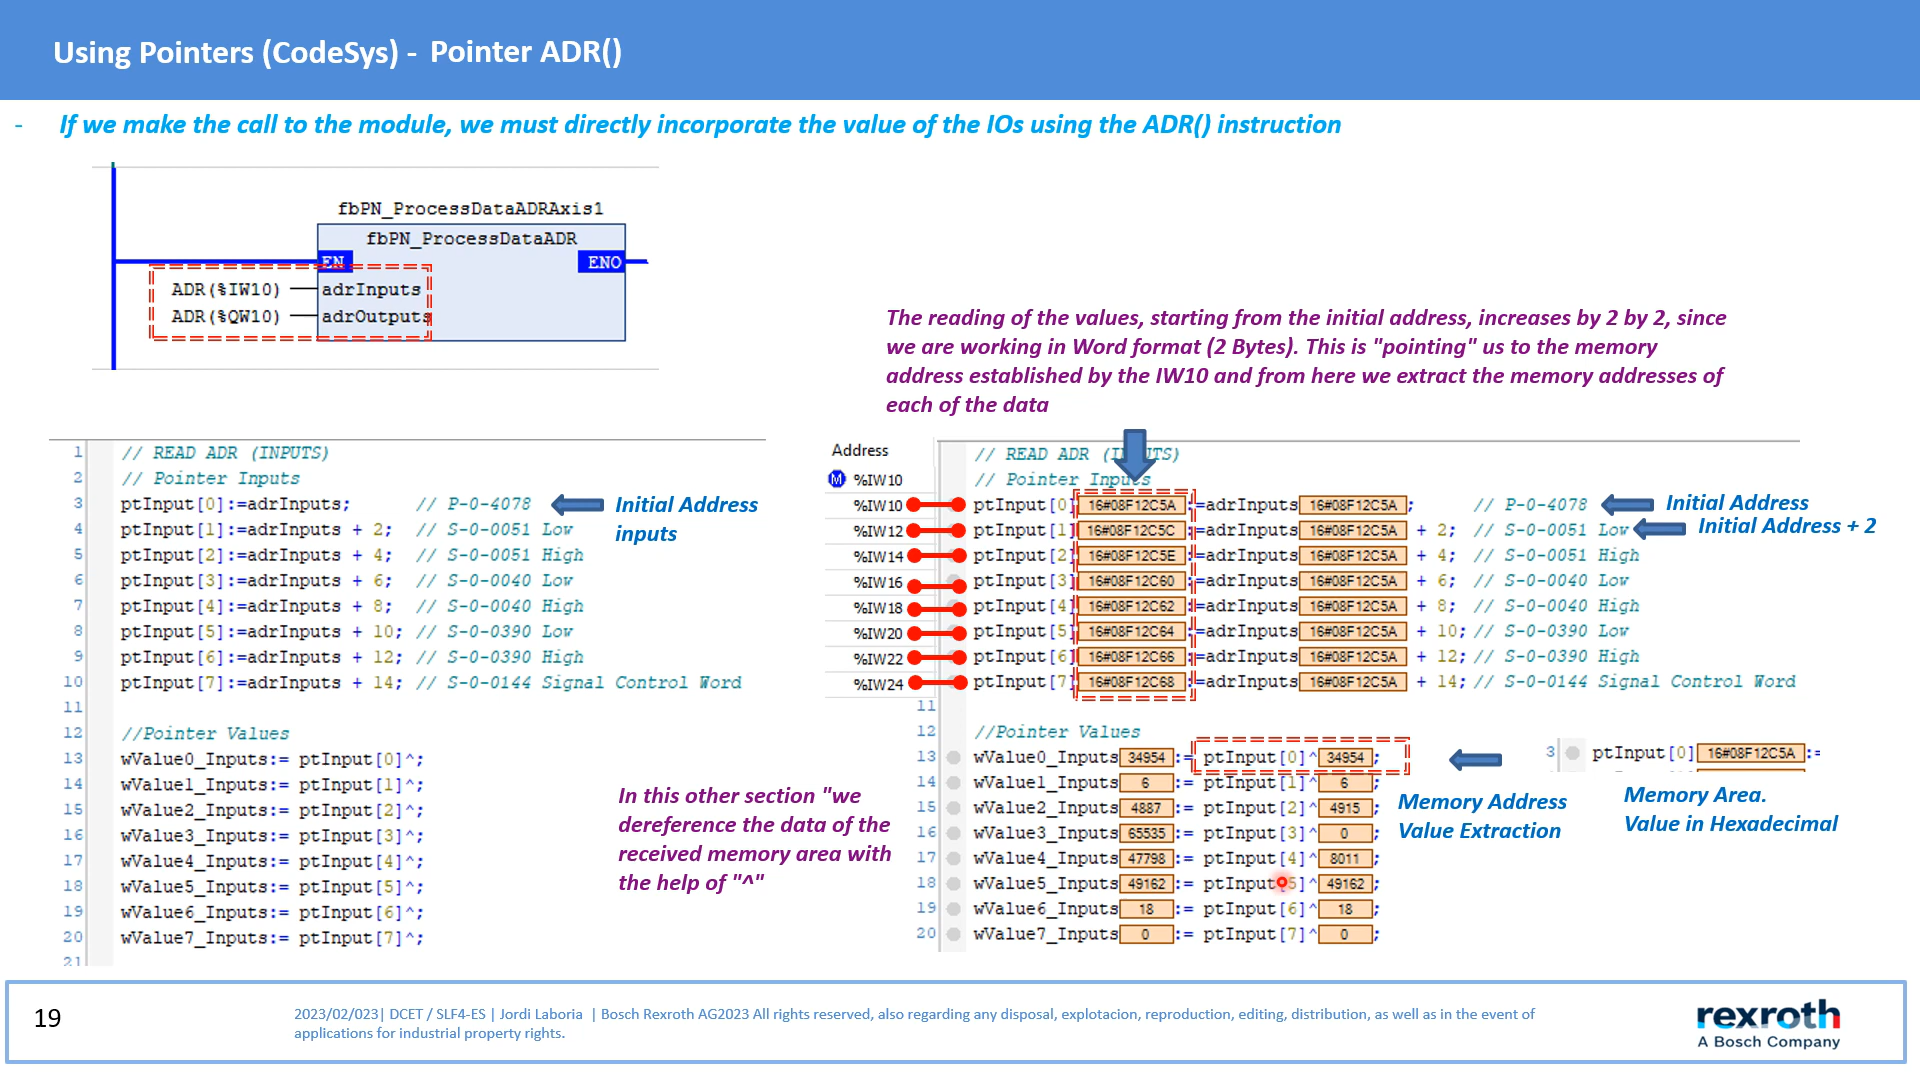 Using Pointers (CodeSys) - Pointer ADR()
- If we make the call to the module, we must directly incorporate the value of the IOs using the ADR() instruction
fbPN_ProcessDataADRAxis1
fbPN_ProcessDataADR
EN
ENO
ADR(%IW10)
adrInputs
ADR(%QW10)
adrOutputs
The reading of the values, starting from the initial address, increases by 2 by 2, since
we are working in Word format (2 Bytes). This is "pointing" us to the memory
address established by the IW10 and from here we extract the memory addresses of
each of the data
1 // READ ADR (INPUTS)
2 // Pointer Inputs
3 ptInput[0]:=adrInputs; // P-0-4078
4 ptInput[1]:=adrInputs + 2; // S-0-0051 Low
5 ptInput[2]:=adrInputs + 4; // S-0-0051 High
6 ptInput[3]:=adrInputs + 6; // S-0-0040 Low
7 ptInput[4]:=adrInputs + 8; // S-0-0040 High
8 ptInput[5]:=adrInputs + 10; // S-0-0390 Low
9 ptInput[6]:=adrInputs + 12; // S-0-0390 High
10 ptInput[7]:=adrInputs + 14; // S-0-0144 Signal Control Word
11
12 //Pointer Values
13 wValue0_Inputs:= ptInput[0]^;
14 wValue1_Inputs:= ptInput[1]^;
15 wValue2_Inputs:= ptInput[2]^;
16 wValue3_Inputs:= ptInput[3]^;
17 wValue4_Inputs:= ptInput[4]^;
18 wValue5_Inputs:= ptInput[5]^;
19 wValue6_Inputs:= ptInput[6]^;
20 wValue7_Inputs:= ptInput[7]^;
21
Initial Address
inputs
In this other section "we
dereference the data of the
received memory area with
the help of "^"
Address
M %IW10
%IW10
%IW12
%IW14
%IW16
%IW18
%IW20
%IW22
%IW24
// READ ADR (INPUTS)
// Pointer Inputs
ptInput[0] 16#08F12C5A :=adrInputs 16#08F12C5A ; // P-0-4078
ptInput[1] 16#08F12C5C :=adrInputs 16#08F12C5A + 2; // S-0-0051 Low
ptInput[2] 16#08F12C5E :=adrInputs 16#08F12C5A + 4; // S-0-0051 High
ptInput[3] 16#08F12C60 :=adrInputs 16#08F12C5A + 6; // S-0-0040 Low
ptInput[4] 16#08F12C62 :=adrInputs 16#08F12C5A + 8; // S-0-0040 High
ptInput[5] 16#08F12C64 :=adrInputs 16#08F12C5A + 10; // S-0-0390 Low
ptInput[6] 16#08F12C66 :=adrInputs 16#08F12C5A + 12; // S-0-0390 High
ptInput[7] 16#08F12C68 :=adrInputs 16#08F12C5A + 14; // S-0-0144 Signal Control Word
Initial Address
Initial Address + 2
11
12 //Pointer Values
13 wValue0_Inputs 34954 := ptInput[0]^ 34954 ;
14 wValue1_Inputs 6 := ptInput[1]^ 6 ;
15 wValue2_Inputs 4887 := ptInput[2]^ 4915 ;
16 wValue3_Inputs 65535 := ptInput[3]^ 0 ;
17 wValue4_Inputs 47798 := ptInput[4]^ 8011 ;
18 wValue5_Inputs 49162 := ptInput[5]^ 49162 ;
19 wValue6_Inputs 18 := ptInput[6]^ 18 ;
20 wValue7_Inputs 0 := ptInput[7]^ 0 ;
Memory Address
Value Extraction
3 ptInput[0] 16#08F12C5A :=
Memory Area.
Value in Hexadecimal
19
2023/02/023| DCET / SLF4-ES | Jordi Laboria | Bosch Rexroth AG2023 All rights reserved, also regarding any disposal, explotacion, reproduction, editing, distribution, as well as in the event of
applications for industrial property rights.
rexroth
A Bosch Company